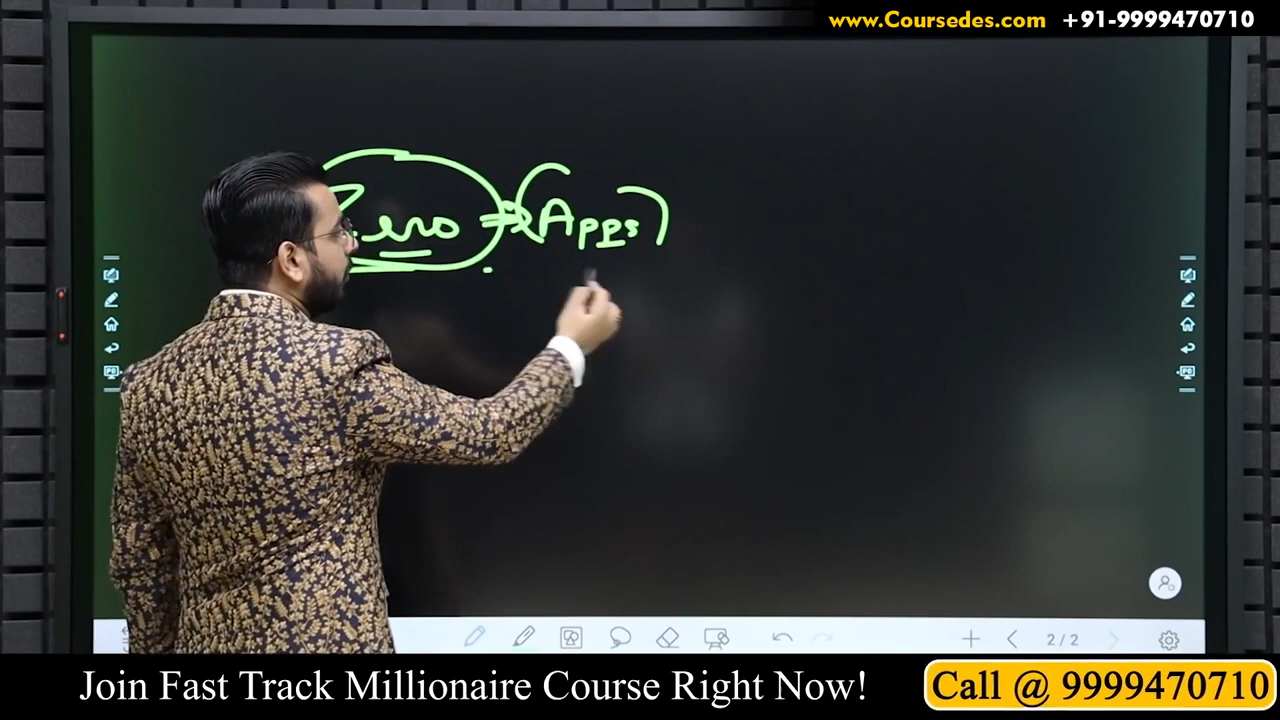 www.Coursedes.com +91-9999470710
Zero → (Apps)
2/2
Join Fast Track Millionaire Course Right Now!
Call @ 9999470710